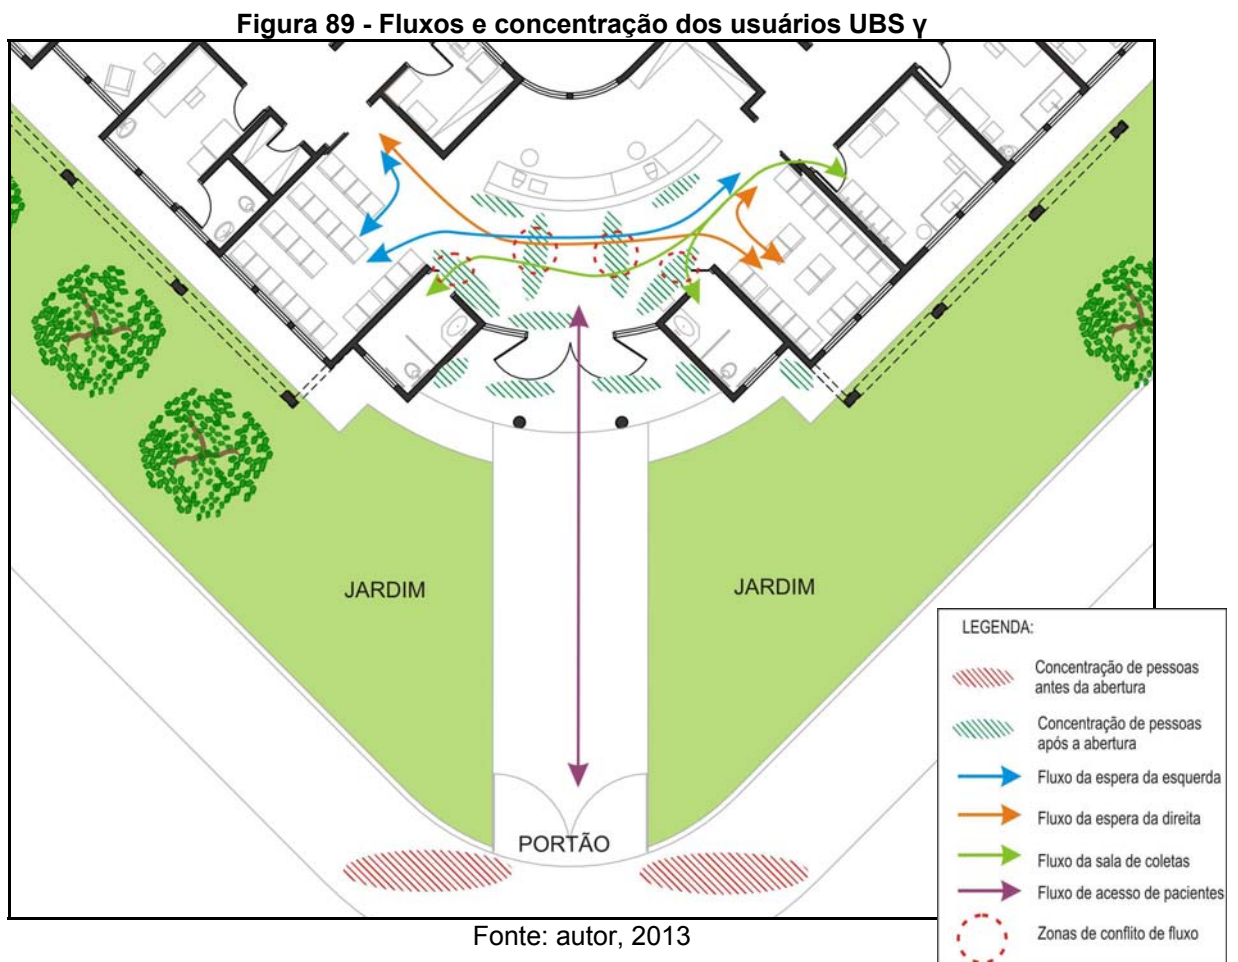 Figura 89 - Fluxos e concentração dos usuários UBS γ
JARDIM
JARDIM
PORTÃO
LEGENDA:
Concentração de pessoas
antes da abertura
Concentração de pessoas
após a abertura
Fluxo da espera da esquerda
Fluxo da espera da direita
Fluxo da sala de coletas
Fluxo de acesso de pacientes
Zonas de conflito de fluxo
Fonte: autor, 2013